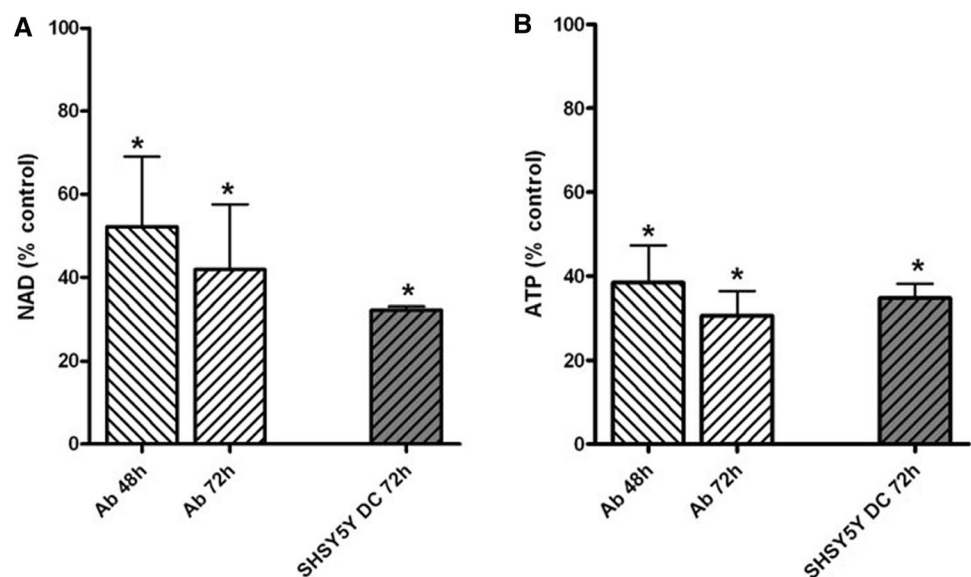 A
NAD (% control)
100
80
60
40
20
0
*
*
*
Ab 48h
Ab 72h
SHSY5Y DC 72h
B
ATP (% control)
100
80
60
40
20
0
*
*
*
Ab 48h
Ab 72h
SHSY5Y DC 72h